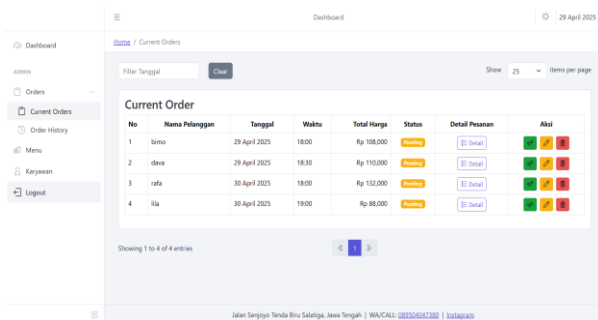 Dashboard
29 April 2025
Dashboard
ADMIN
Orders
Current Orders
Order History
Menu
Karyawan
Logout
Home / Current Orders
Filter Tanggal
Clear
Show 25 items per page
Current Order
No Nama Pelanggan Tanggal Waktu Total Harga Status Detail Pesanan Aksi
1 bimo 29 April 2025 18:00 Rp 108,000 Pending Detail
2 dava 29 April 2025 18:30 Rp 110,000 Pending Detail
3 rafa 30 April 2025 18:00 Rp 132,000 Pending Detail
4 lila 30 April 2025 19:00 Rp 88,000 Pending Detail
Showing 1 to 4 of 4 entries
1
Jalan Senjoyo Tenda Biru Salatiga, Jawa Tengah | WA/CALL: 089504047380 | Instagram